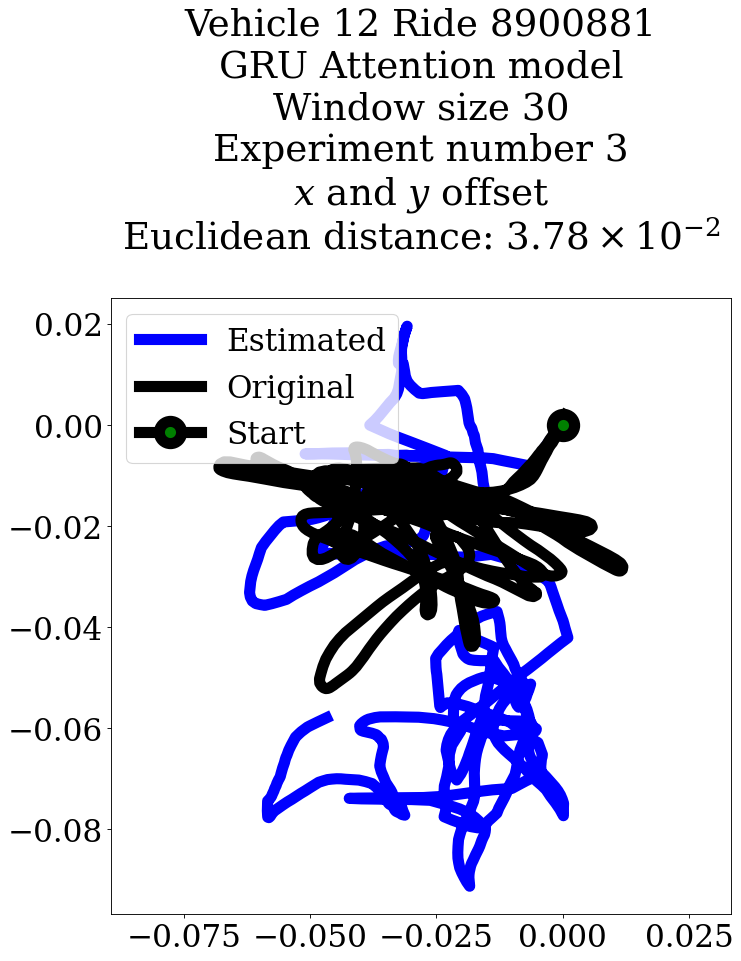 Vehicle 12 Ride 8900881
GRU Attention model
Window size 30
Experiment number 3
x and y offset
Euclidean distance: 3.78 × 10⁻²
Estimated
Original
Start
0.02
0.00
−0.02
−0.04
−0.06
−0.08
−0.075 −0.050 −0.025 0.000 0.025